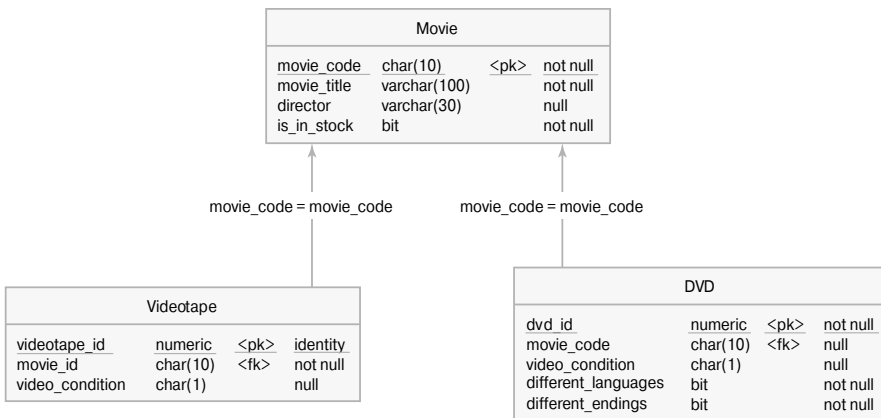 Movie
movie_code char(10) <pk> not null
movie_title varchar(100) not null
director varchar(30) null
is_in_stock bit not null
movie_code = movie_code
movie_code = movie_code
Videotape
videotape_id numeric <pk> identity
movie_id char(10) <fk> not null
video_condition char(1) null
DVD
dvd_id numeric <pk> not null
movie_code char(10) <fk> null
video_condition char(1) null
different_languages bit not null
different_endings bit not null